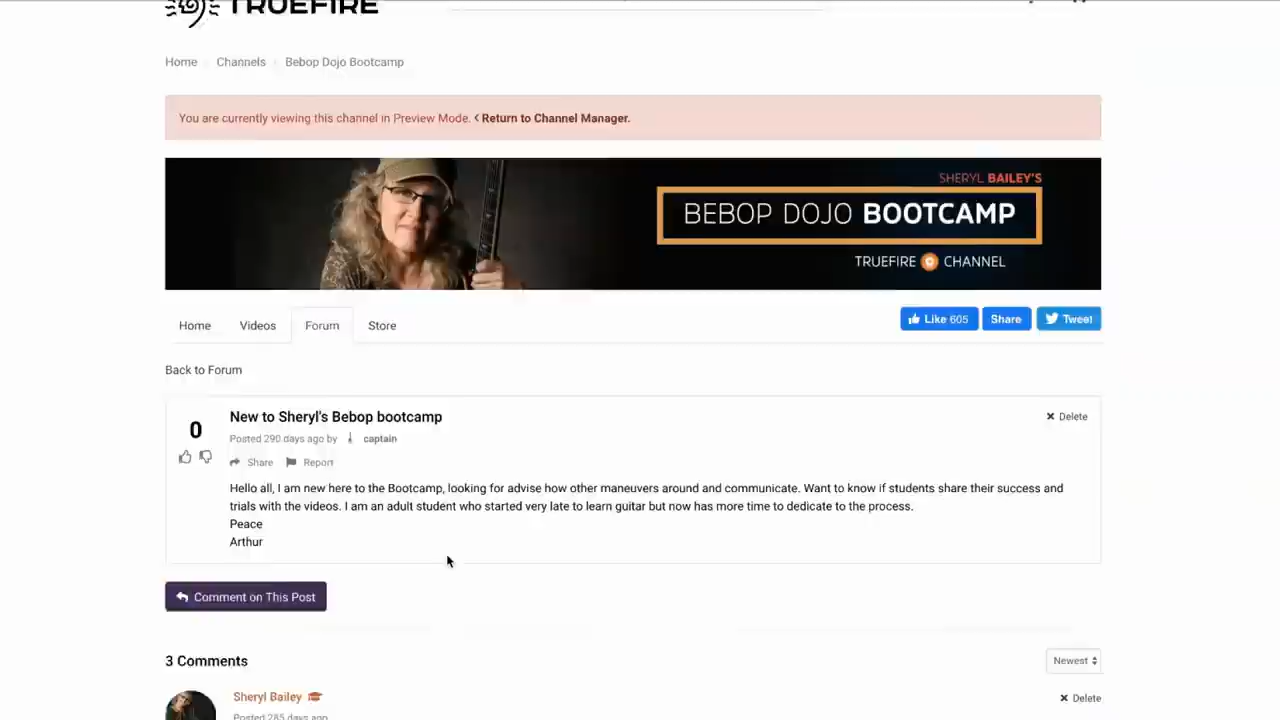 TRUEFIRE
Home Channels Bebop Dojo Bootcamp
You are currently viewing this channel in Preview Mode. < Return to Channel Manager.
SHERYL BAILEY'S
BEBOP DOJO BOOTCAMP
TRUEFIRE CHANNEL
Home Videos Forum Store Like 605 Share Tweet
Back to Forum
0
New to Sheryl's Bebop bootcamp
Delete
Posted 290 days ago by captain
Share Report
Hello all, I am new here to the Bootcamp, looking for advise how other maneuvers around and communicate. Want to know if students share their success and
trials with the videos. I am an adult student who started very late to learn guitar but now has more time to dedicate to the process.
Peace
Arthur
Comment on This Post
3 Comments
Newest
Sheryl Bailey
Delete
Posted 285 days ago